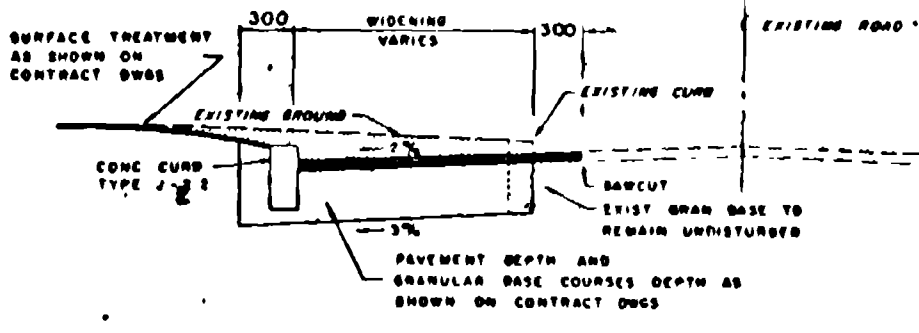 300
WIDENING
VARIES
300
EXISTING ROAD
SURFACE TREATMENT
AS SHOWN ON
CONTRACT DWGS
EXISTING GROUND
EXISTING CURB
2%
CONC CURB
TYPE
SAWCUT
EXIST GRAN BASE TO
REMAIN UNDISTURBED
3%
PAVEMENT DEPTH AND
GRANULAR BASE COURSES DEPTH AS
SHOWN ON CONTRACT DWGS